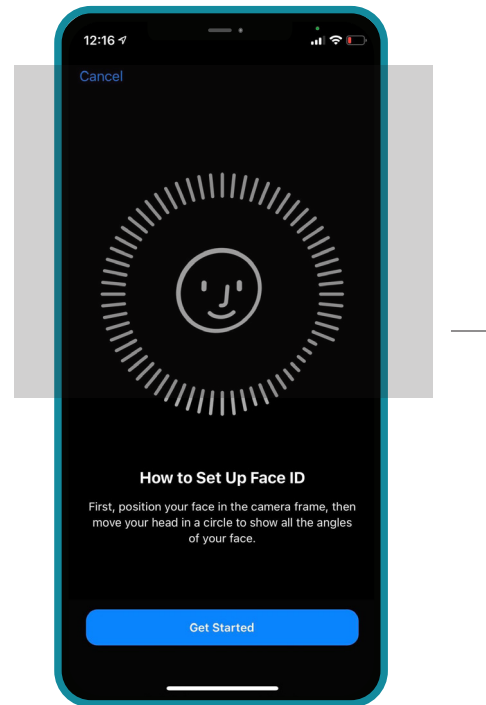 12:16
Cancel
How to Set Up Face ID
First, position your face in the camera frame, then
move your head in a circle to show all the angles
of your face.
Get Started